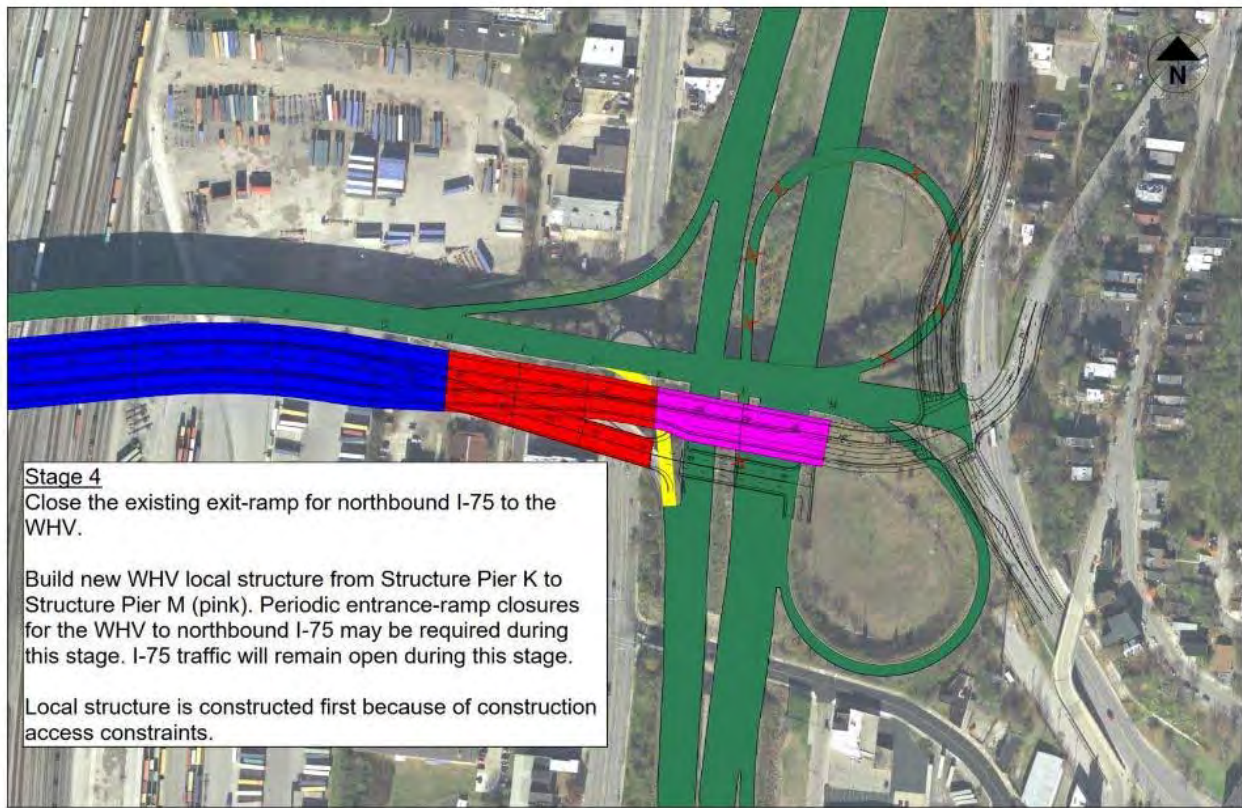 N
Stage 4
Close the existing exit-ramp for northbound I-75 to the
WHV.
Build new WHV local structure from Structure Pier K to
Structure Pier M (pink). Periodic entrance-ramp closures
for the WHV to northbound I-75 may be required during
this stage. I-75 traffic will remain open during this stage.
Local structure is constructed first because of construction
access constraints.